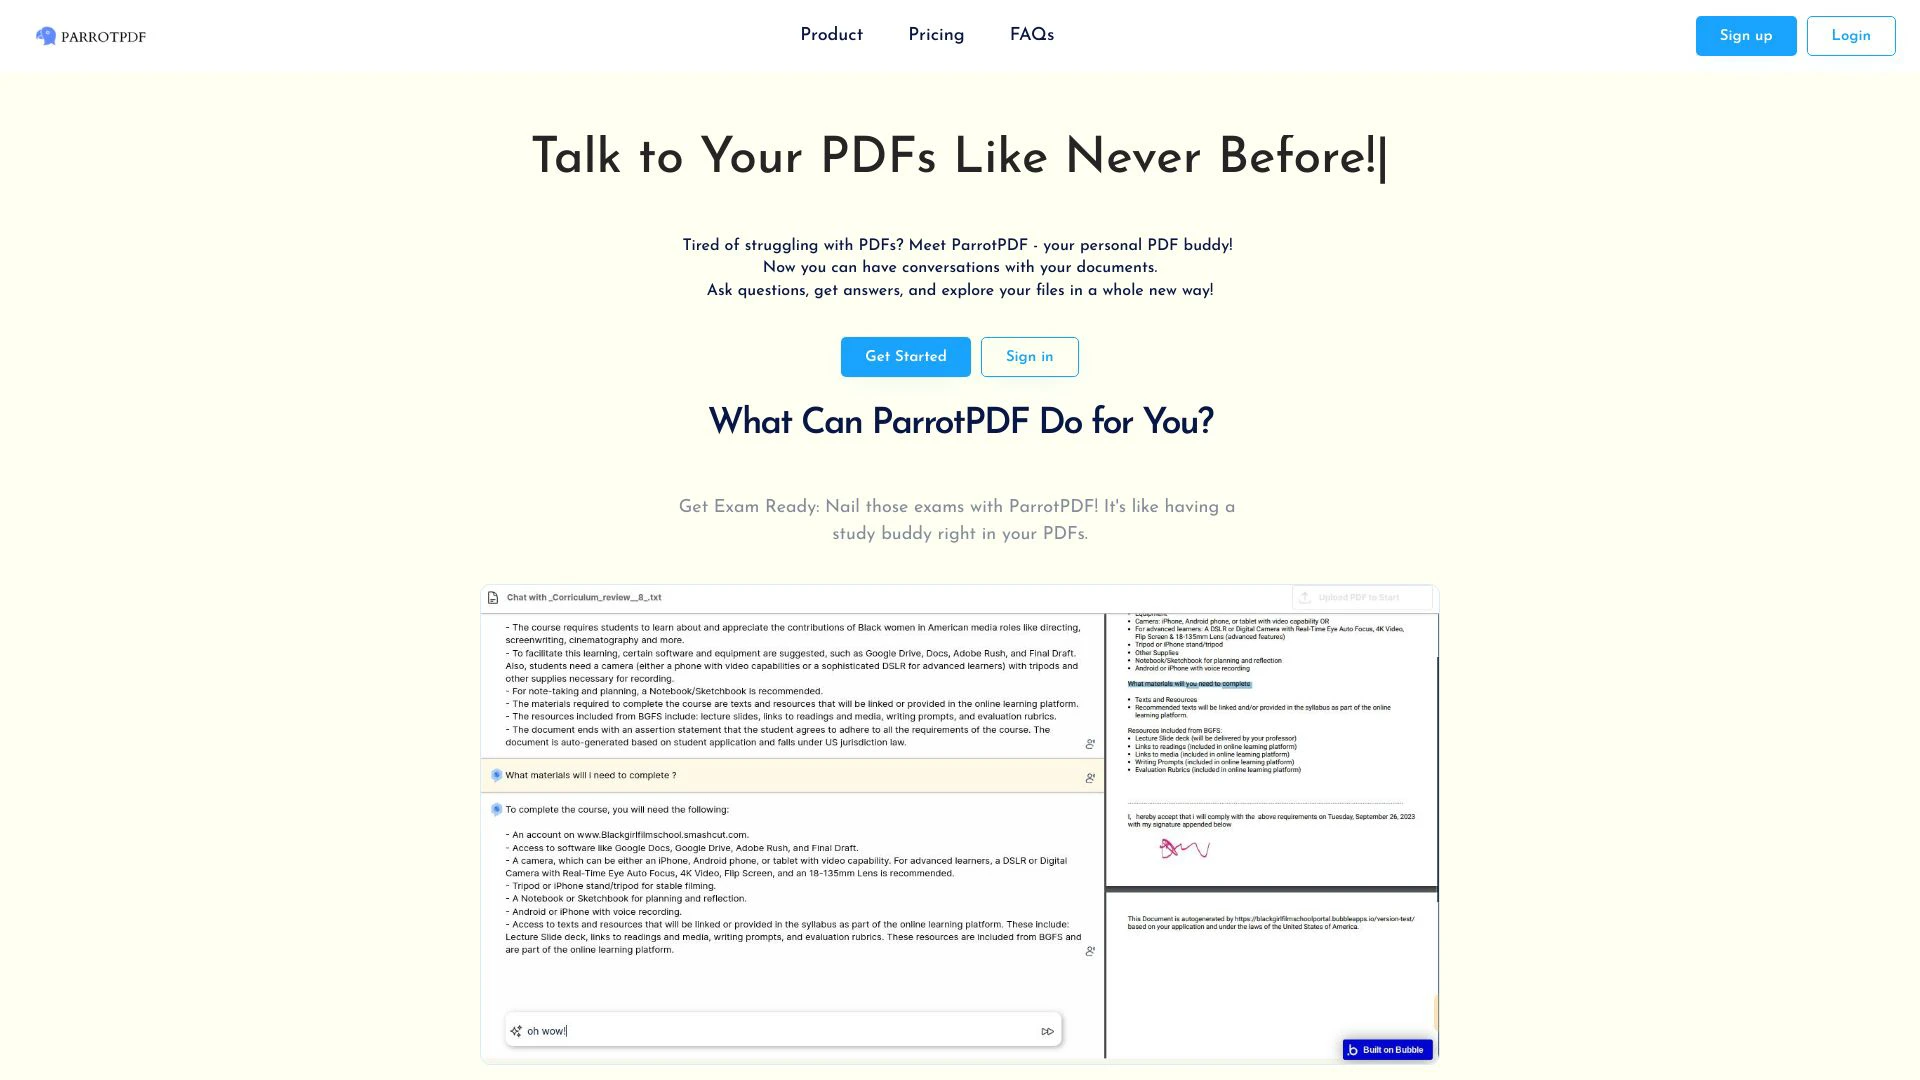 PARROTPDF
Product
Pricing
FAQs
Sign up
Login
Talk to Your PDFs Like Never Before!|
Tired of struggling with PDFs? Meet ParrotPDF - your personal PDF buddy!
Now you can have conversations with your documents.
Ask questions, get answers, and explore your files in a whole new way!
Get Started
Sign in
What Can ParrotPDF Do for You?
Get Exam Ready: Nail those exams with ParrotPDF! It's like having a
study buddy right in your PDFs.
Chat with _Corriculum_review__8_.txt
Upload PDF to Start
- The course requires students to learn about and appreciate the contributions of Black women in American media roles like directing,
screenwriting, cinematography and more.
- To facilitate this learning, certain software and equipment are suggested, such as Google Drive, Docs, Adobe Rush, and Final Draft.
Also, students need a camera (either a phone with video capabilities or a sophisticated DSLR for advanced learners) with tripods and
other supplies necessary for recording.
- For note-taking and planning, a Notebook/Sketchbook is recommended.
- The materials required to complete the course are texts and resources that will be linked or provided in the online learning platform.
- The resources included from BGFS include: lecture slides, links to readings and media, writing prompts, and evaluation rubrics.
- The document ends with an assertion statement that the student agrees to adhere to all the requirements of the course. The
document is auto-generated based on student application and falls under US jurisdiction law.
What materials will i need to complete ?
To complete the course, you will need the following:
- An account on www.Blackgirlfilmschool.smashcut.com.
- Access to software like Google Docs, Google Drive, Adobe Rush, and Final Draft.
- A camera, which can be either an iPhone, Android phone, or tablet with video capability. For advanced learners, a DSLR or Digital
Camera with Real-Time Eye Auto Focus, 4K Video, Flip Screen, and an 18-135mm Lens is recommended.
- Tripod or iPhone stand/tripod for stable filming.
- A Notebook or Sketchbook for planning and reflection.
- Android or iPhone with voice recording.
- Access to texts and resources that will be linked or provided in the syllabus as part of the online learning platform. These include:
Lecture Slide deck, links to readings and media, writing prompts, and evaluation rubrics. These resources are included from BGFS and
are part of the online learning platform.
oh wow!
• Equipment
• Camera: iPhone, Android phone, or tablet with video capability OR
• For advanced learners: A DSLR or Digital Camera with Real-Time Eye Auto Focus, 4K Video,
Flip Screen & 18-135mm Lens (advanced features)
• Tripod or iPhone stand/tripod
• Other Supplies
• Notebook/Sketchbook for planning and reflection
• Android or iPhone with voice recording
What materials will you need to complete
• Texts and Resources
• Recommended texts will be linked and/or provided in the syllabus as part of the online
learning platform.
Resources included from BGFS:
• Lecture Slide deck (will be delivered by your professor)
• Links to readings (included in online learning platform)
• Links to media (included in online learning platform)
• Writing Prompts (included in online learning platform)
• Evaluation Rubrics (included in online learning platform)
I, hereby accept that i will comply with the above requirements on Tuesday, September 26, 2023
with my signature appended below
This Document is autogenerated by https://blackgirlfilmschoolportal.bubbleapps.io/version-test/
based on your application and under the laws of the United States of America.
Built on Bubble